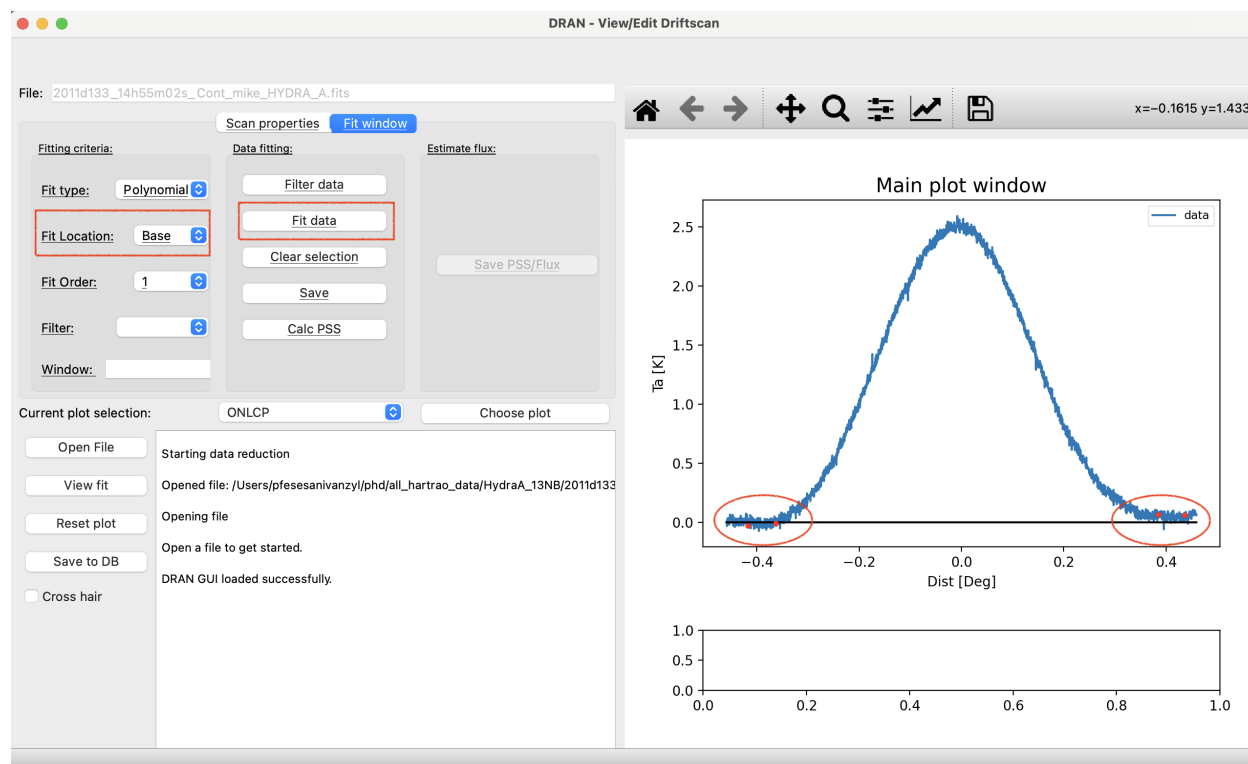 DRAN - View/Edit Driftscan
File: 2011d133_14h55m02s_Cont_mike_HYDRA_A.fits
x=−0.1615 y=1.433
Scan properties
Fit window
Fitting criteria:
Data fitting:
Estimate flux:
Fit type: Polynomial
Filter data
Fit Location: Base
Fit data
Clear selection
Save PSS/Flux
Fit Order: 1
Save
Filter:
Calc PSS
Window:
Current plot selection: ONLCP
Choose plot
Open File
View fit
Reset plot
Save to DB
Cross hair
Starting data reduction
Opened file: /Users/pfesesanivanzyl/phd/all_hartrao_data/HydraA_13NB/2011d133
Opening file
Open a file to get started.
DRAN GUI loaded successfully.
Main plot window
data
Ta [K]
2.5
2.0
1.5
1.0
0.5
0.0
−0.4 −0.2 0.0 0.2 0.4
Dist [Deg]
1.0
0.5
0.0
0.0 0.2 0.4 0.6 0.8 1.0